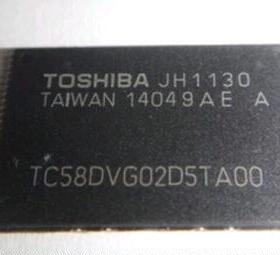 TOSHIBA JH1130
TAIWAN 14049AE A
TC58DVG02D5TA00